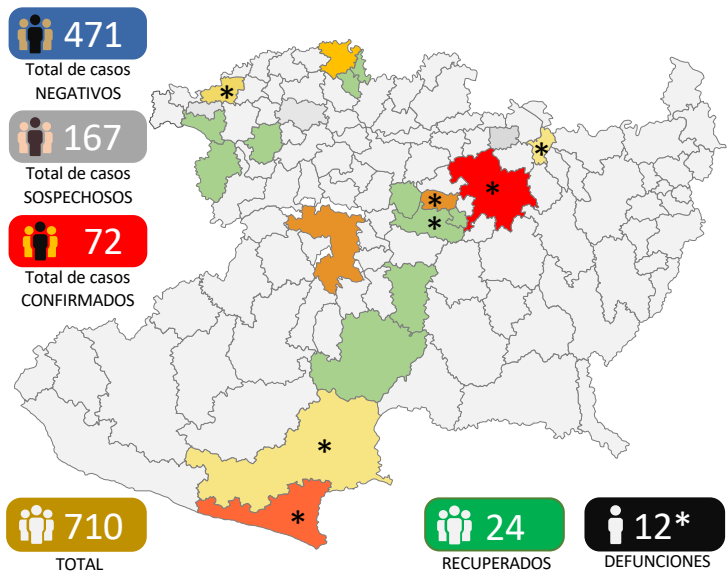 471
Total de casos
NEGATIVOS
167
Total de casos
SOSPECHOSOS
72
Total de casos
CONFIRMADOS
*
*
*
*
*
*
*
710
TOTAL
24
RECUPERADOS
12*
DEFUNCIONES